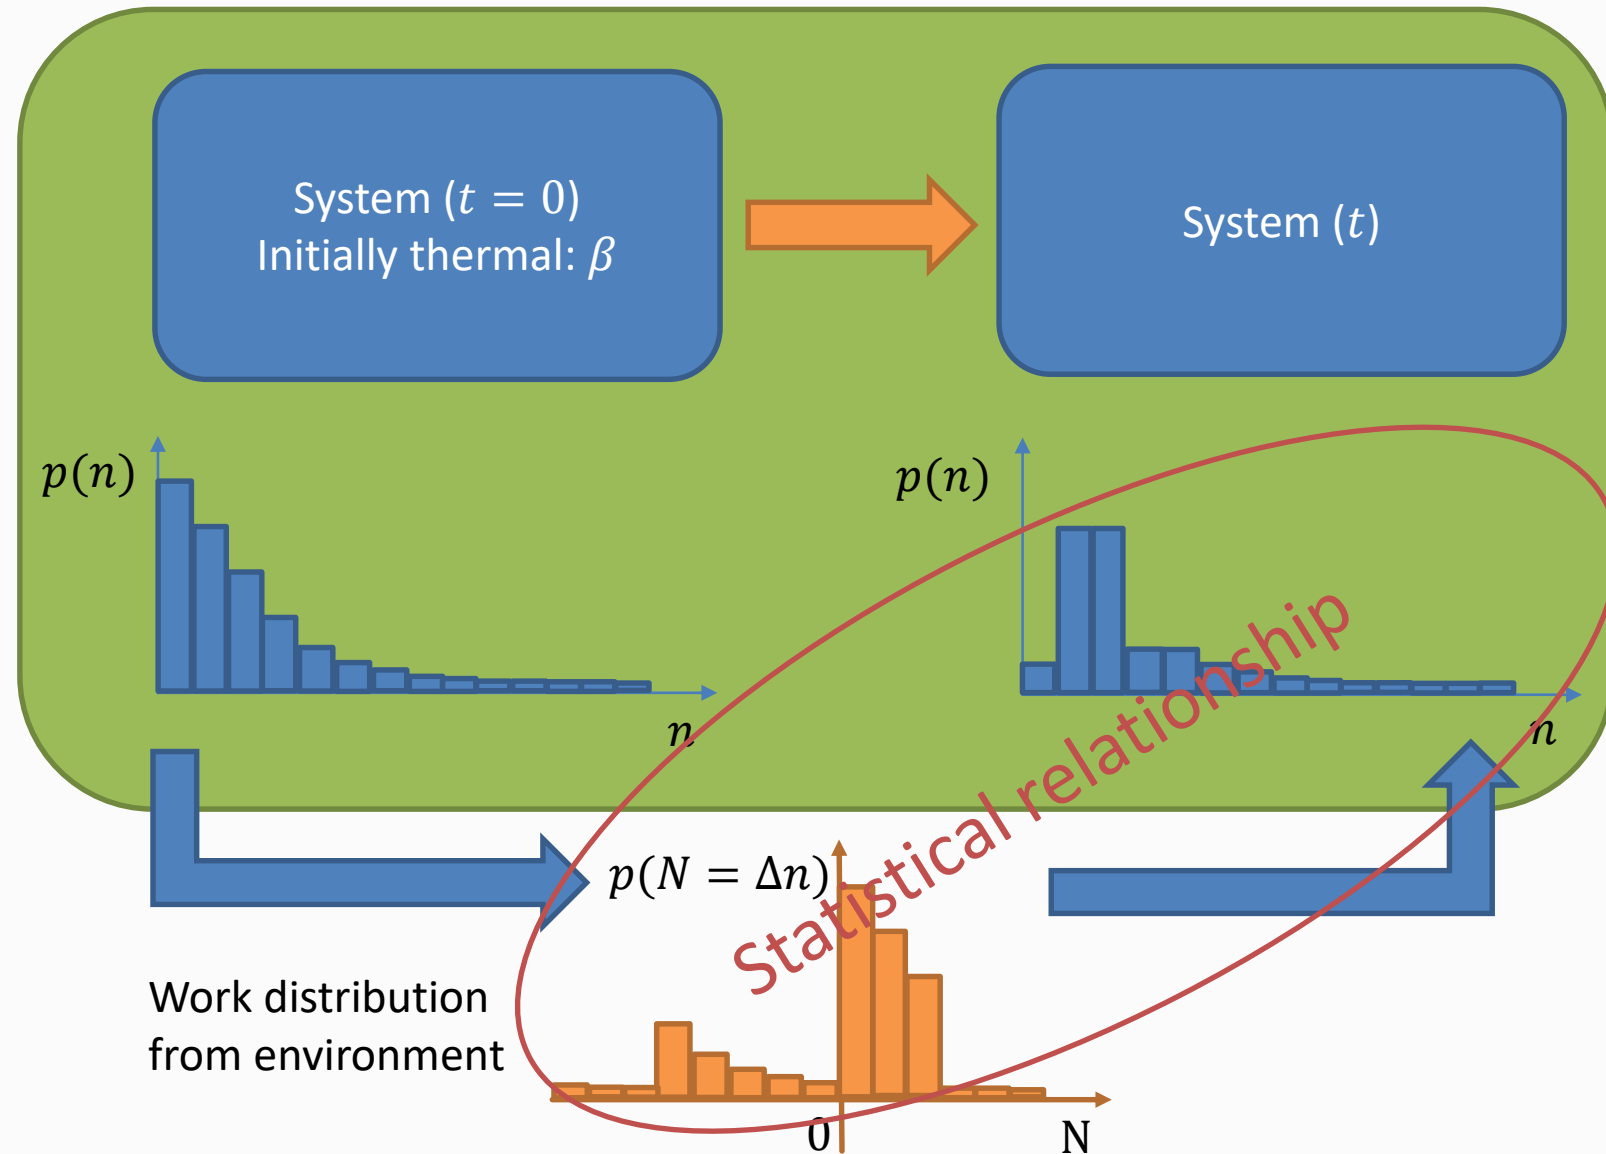 System (𝑡 = 0)
Initially thermal: 𝛽
System (𝑡)
𝑝(𝑛)
𝑛
𝑝(𝑛)
𝑛
Statistical relationship
𝑝(𝑁 = Δ𝑛)
Work distribution
from environment
0
N